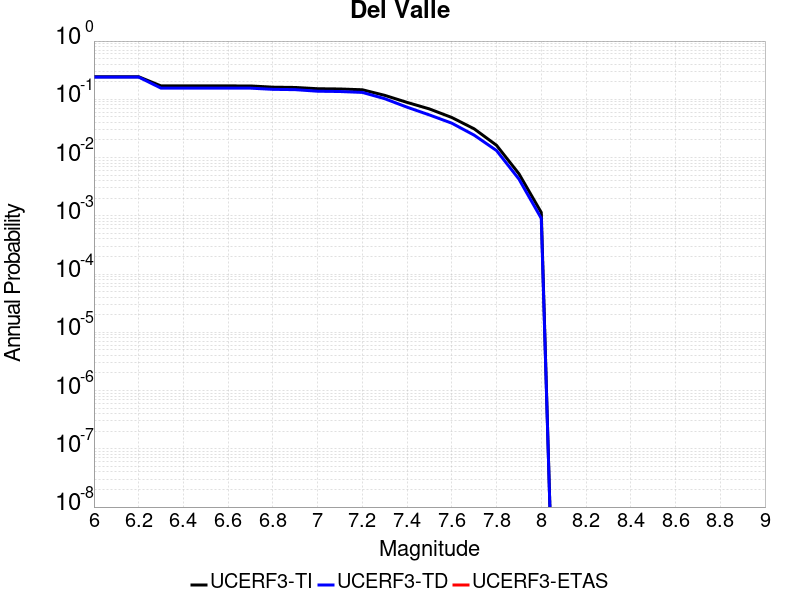 Del Valle
10^0
10^-1
10^-2
10^-3
10^-4
10^-5
10^-6
10^-7
10^-8
Annual Probability
6 6.2 6.4 6.6 6.8 7 7.2 7.4 7.6 7.8 8 8.2 8.4 8.6 8.8 9
Magnitude
UCERF3-TI UCERF3-TD UCERF3-ETAS